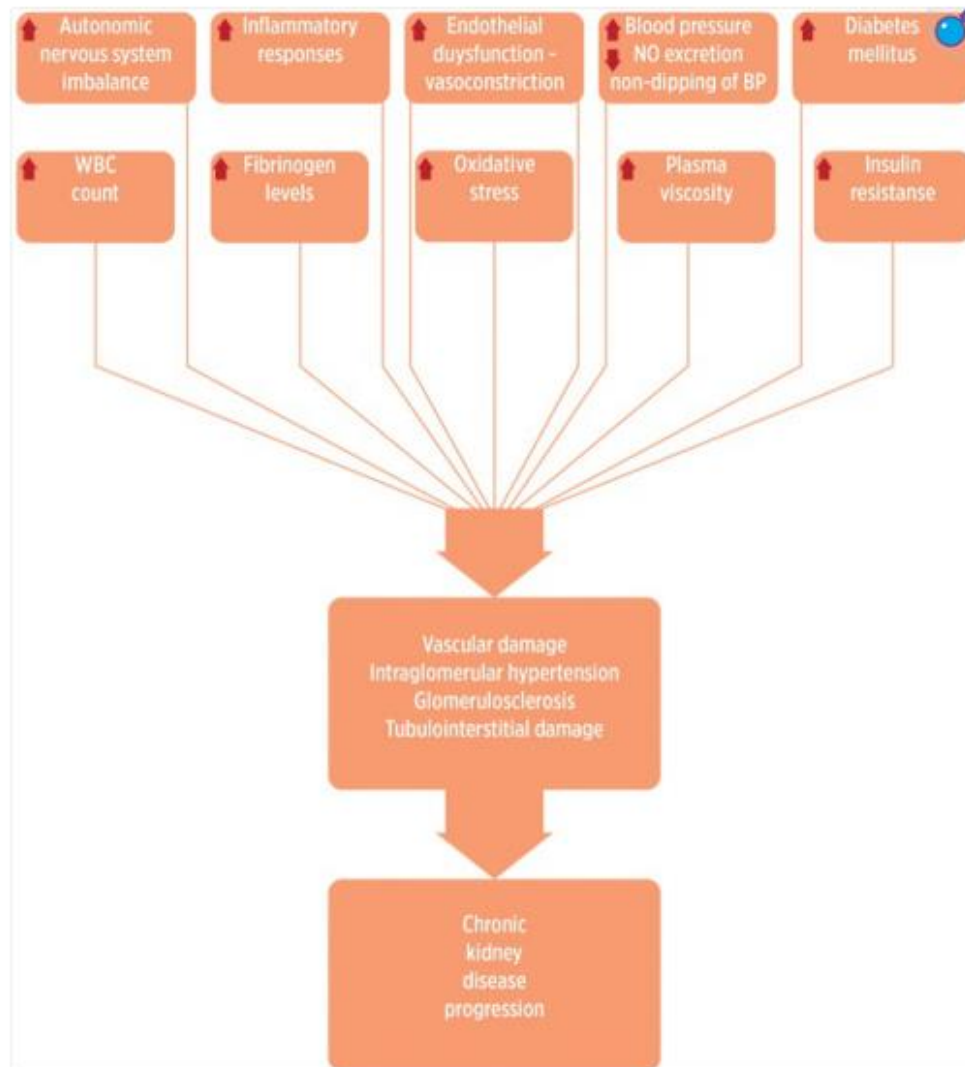 Autonomic
nervous system
imbalance
Inflammatory
responses
Endothelial
duysfunction -
vasoconstriction
Blood pressure
NO excretion
non-dipping of BP
Diabetes
mellitus
WBC
count
Fibrinogen
levels
Oxidative
stress
Plasma
viscosity
Insulin
resistanse
Vascular damage
Intraglomerular hypertension
Glomerulosclerosis
Tubulointerstitial damage
Chronic
kidney
disease
progression